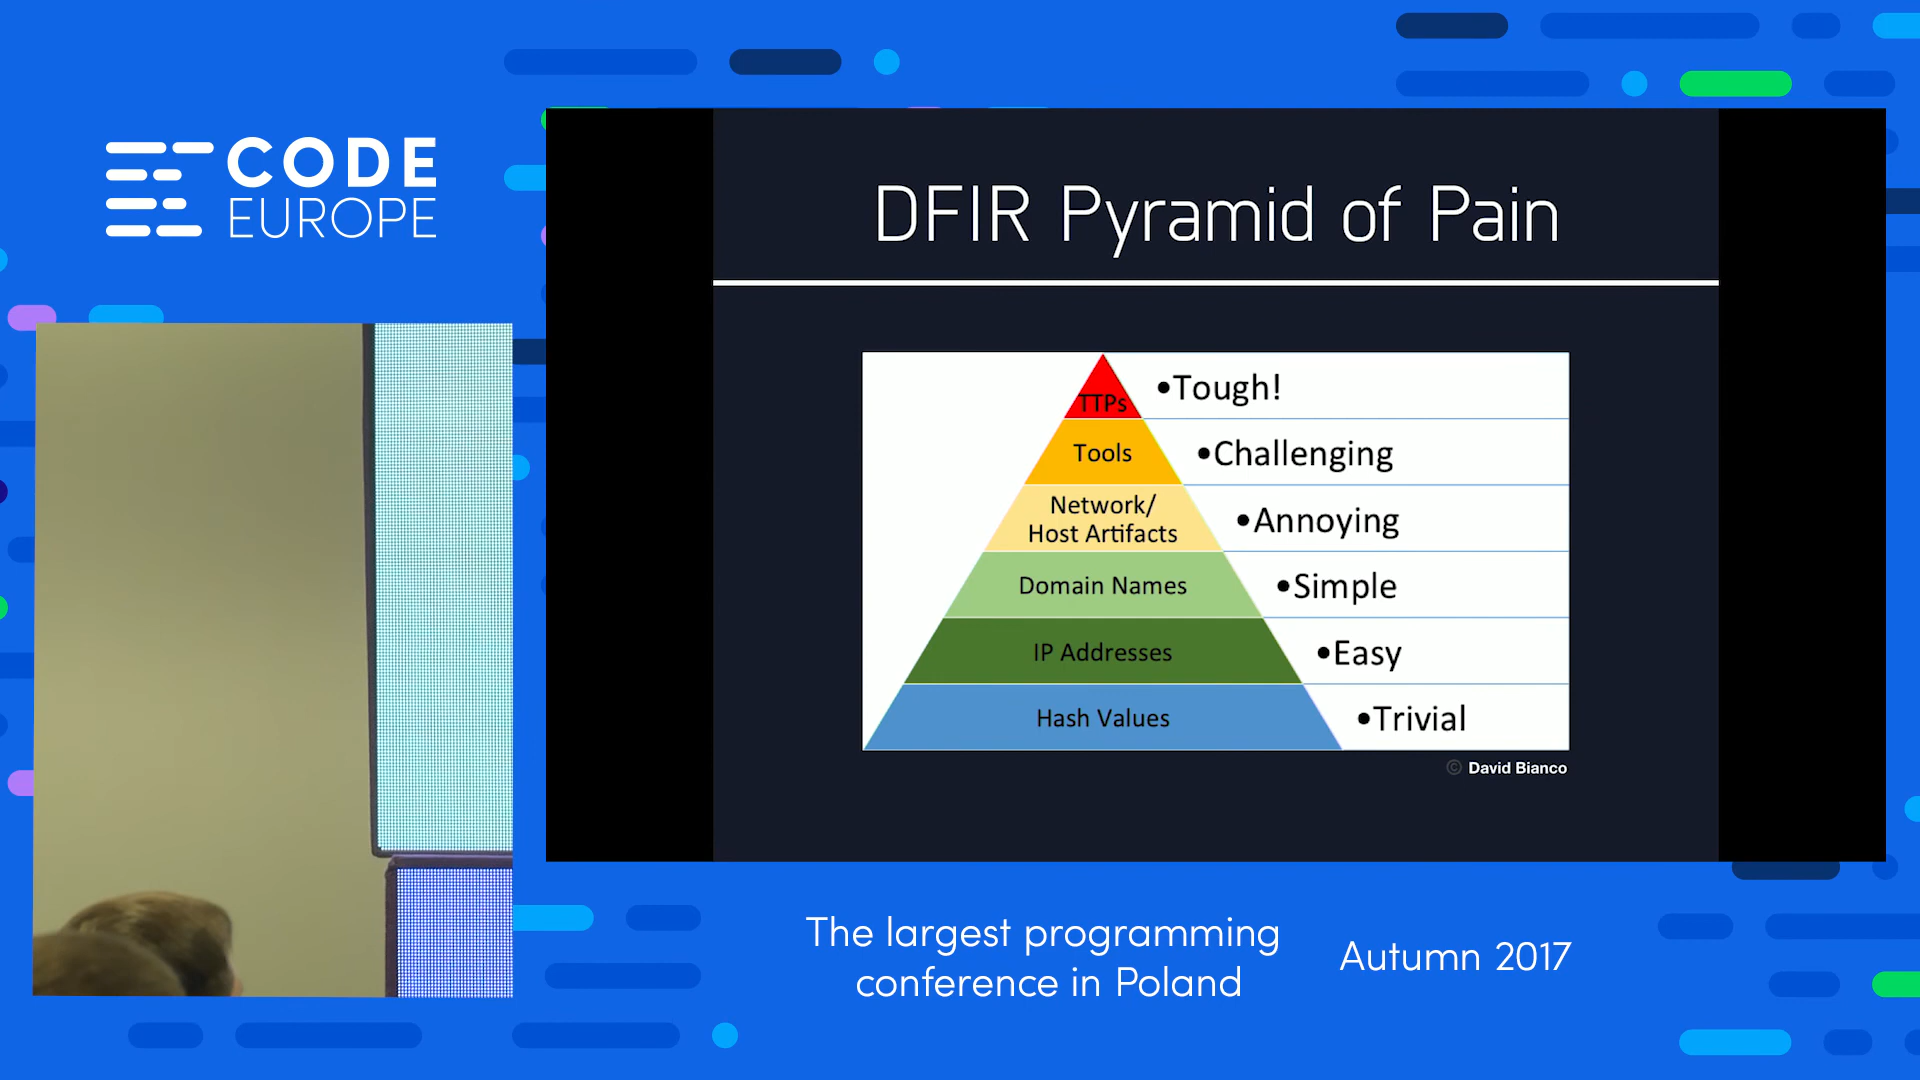 CODE
EUROPE
DFIR Pyramid of Pain
TTPs
•Tough!
Tools
•Challenging
Network/
Host Artifacts
•Annoying
Domain Names
•Simple
IP Addresses
•Easy
Hash Values
•Trivial
© David Bianco
The largest programming
conference in Poland
Autumn 2017